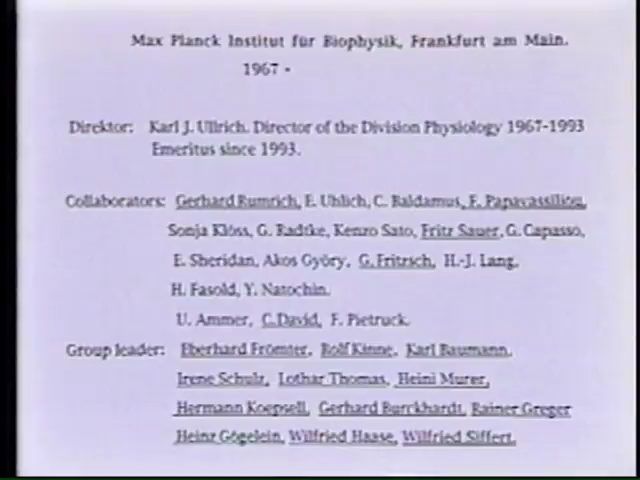 Max Planck Institut für Biophysik, Frankfurt am Main.
1967 -
Direktor: Karl J. Ullrich. Director of the Division Physiology 1967-1993
Emeritus since 1993.
Collaborators: Gerhard Rumrich, E. Uhlich, C. Baldamus, F. Papavassiliou,
Sonja Klöss, G. Radtke, Kenzo Sato, Fritz Sauer, G. Capasso,
E. Sheridan, Akos Györy, G. Fritzsch, H.-J. Lang,
H. Fasold, Y. Natochin.
U. Ammer, C. David, F. Pietruck.
Group leader: Eberhard Frömter, Rolf Kinne, Karl Baumann,
Irene Schulz, Lothar Thomas, Heini Murer,
Hermann Koepsell, Gerhard Burckhardt, Rainer Greger
Heinz Gögelein, Wilfried Haase, Wilfried Siffert.